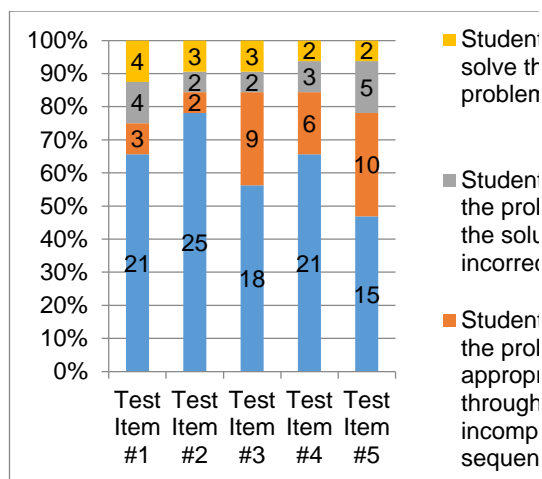 100%
90%
80%
70%
60%
50%
40%
30%
20%
10%
0%
4 3 3 2 2
4 2 2 3 5
3 2 9 6 10
21 25 18 21 15
Test Item #1
Test Item #2
Test Item #3
Test Item #4
Test Item #5
Student
solve th
problem
Student
the prob
the solu
incorrec
Student
the prob
appropr
through
incomp
sequen